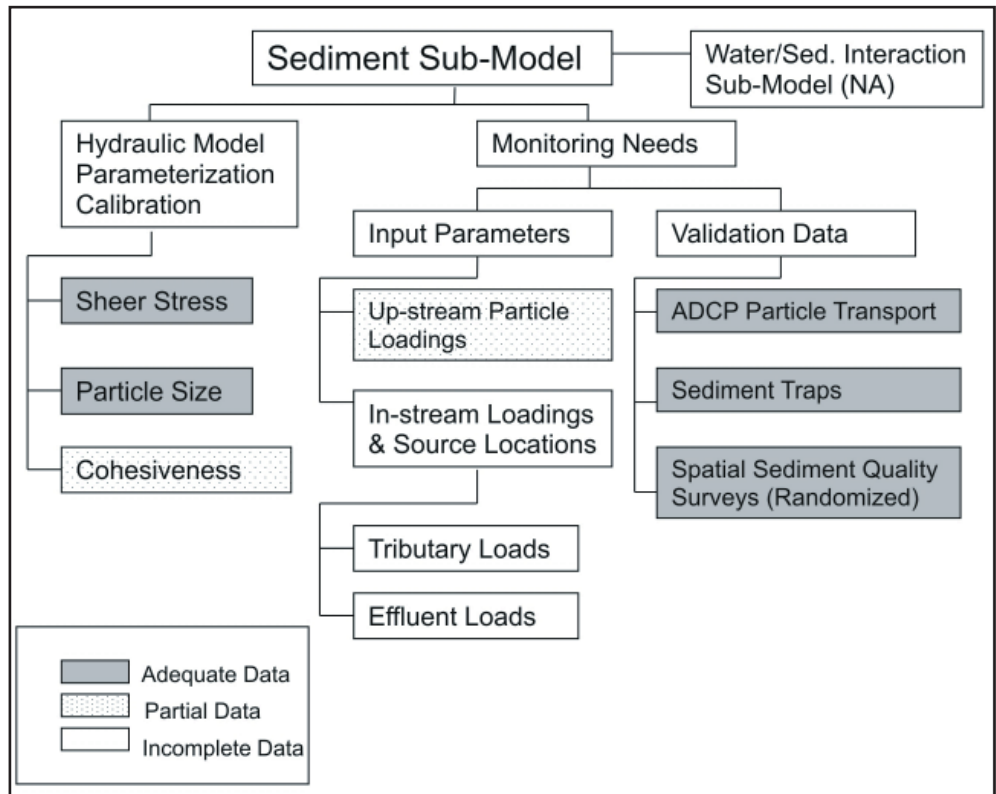 Sediment Sub-Model
Water/Sed. Interaction
Sub-Model (NA)
Hydraulic Model
Parameterization
Calibration
Monitoring Needs
Input Parameters
Validation Data
Sheer Stress
Particle Size
Cohesiveness
Up-stream Particle
Loadings
In-stream Loadings
& Source Locations
Tributary Loads
Effluent Loads
ADCP Particle Transport
Sediment Traps
Spatial Sediment Quality
Surveys (Randomized)
Adequate Data
Partial Data
Incomplete Data